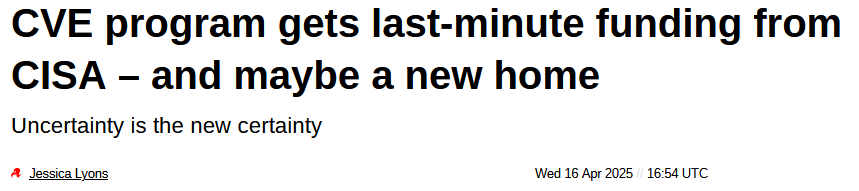 CVE program gets last-minute funding from
CISA – and maybe a new home
Uncertainty is the new certainty
Jessica Lyons
Wed 16 Apr 2025 // 16:54 UTC